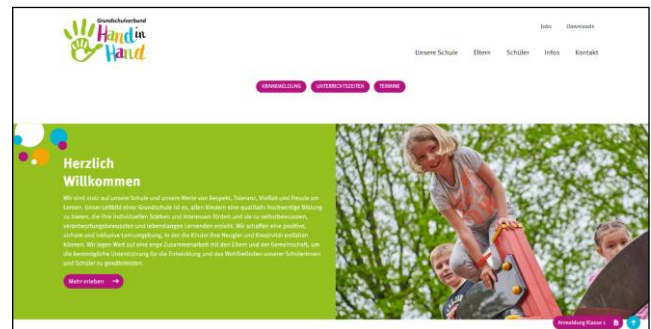 Grundschulverbund
Hand in
Hand
Jobs Downloads
Unsere Schule Eltern Schüler Infos Kontakt
KRANKMELDUNG UNTERRICHTSZEITEN TERMINE
Herzlich
Willkommen
Wir sind stolz auf unsere Schule und unsere Werte von Respekt, Toleranz, Vielfalt und Freude am
Lernen. Unser Leitbild einer Grundschule ist es, allen Kindern eine qualitativ hochwertige Bildung
zu bieten, die ihre individuellen Stärken und Interessen fördert und sie zu selbstbewussten,
verantwortungsbewussten und lebenslangen Lernenden erzieht. Wir schaffen eine positive,
sichere und inklusive Lernumgebung, in der die Kinder ihre Neugier und Kreativität entfalten
können. Wir legen Wert auf eine enge Zusammenarbeit mit den Eltern und der Gemeinschaft, um
die bestmögliche Unterstützung für die Entwicklung und das Wohlbefinden unserer Schülerinnen
und Schüler zu gewährleisten.
Mehr erleben
Anmeldung Klasse 1